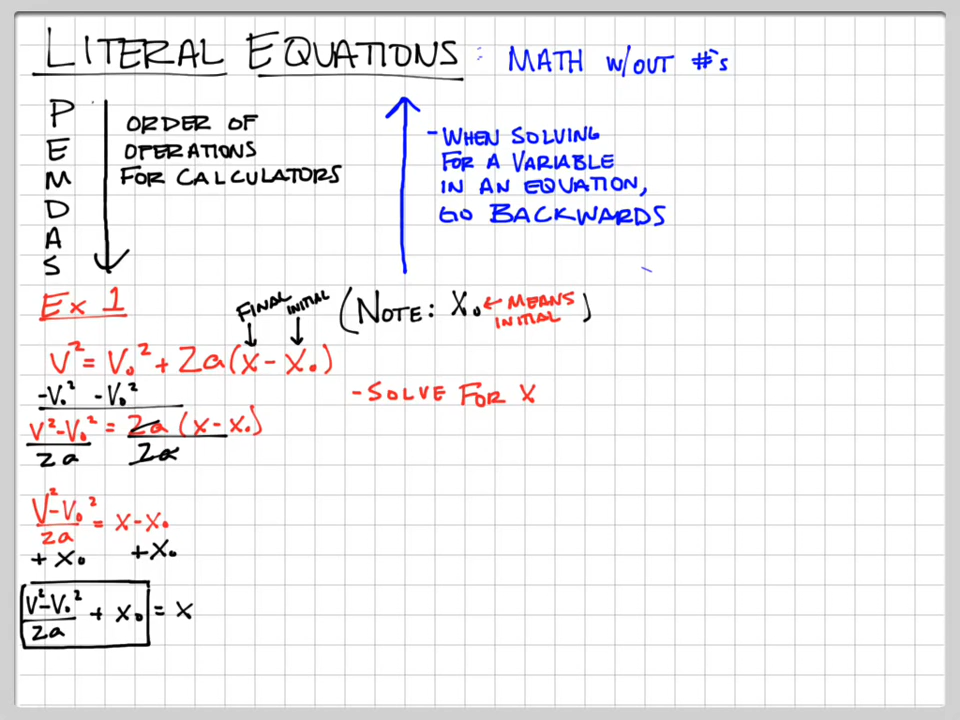 LITERAL EQUATIONS : MATH w/OUT #'s
P
E
M
D
A
S
ORDER OF
OPERATIONS
FOR CALCULATORS
- WHEN SOLVING
FOR A VARIABLE
IN AN EQUATION,
GO BACKWARDS
Ex 1
FINAL INITIAL
(NOTE: X₀ ← MEANS
INITIAL)
V² = V₀² + 2a(x - x₀)
-V₀² -V₀²
- SOLVE FOR X
V² - V₀² = 2a (x - x₀)
2a 2a
V² - V₀² = x - x₀
2a
+ x₀ + x₀
V² - V₀² + x₀ = x
2a